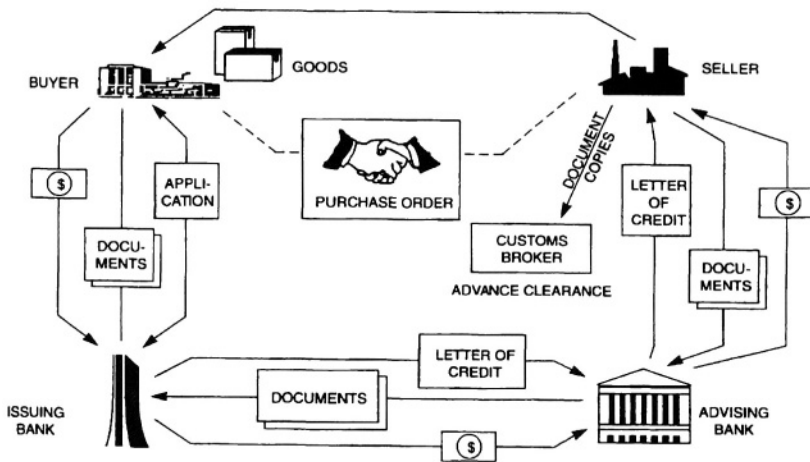 GOODS
BUYER
SELLER
$
APPLI-
CATION
DOCU-
MENTS
PURCHASE ORDER
DOCUMENT
COPIES
CUSTOMS
BROKER
ADVANCE CLEARANCE
LETTER
OF
CREDIT
$
DOCU-
MENTS
ISSUING
BANK
LETTER OF
CREDIT
DOCUMENTS
$
ADVISING
BANK